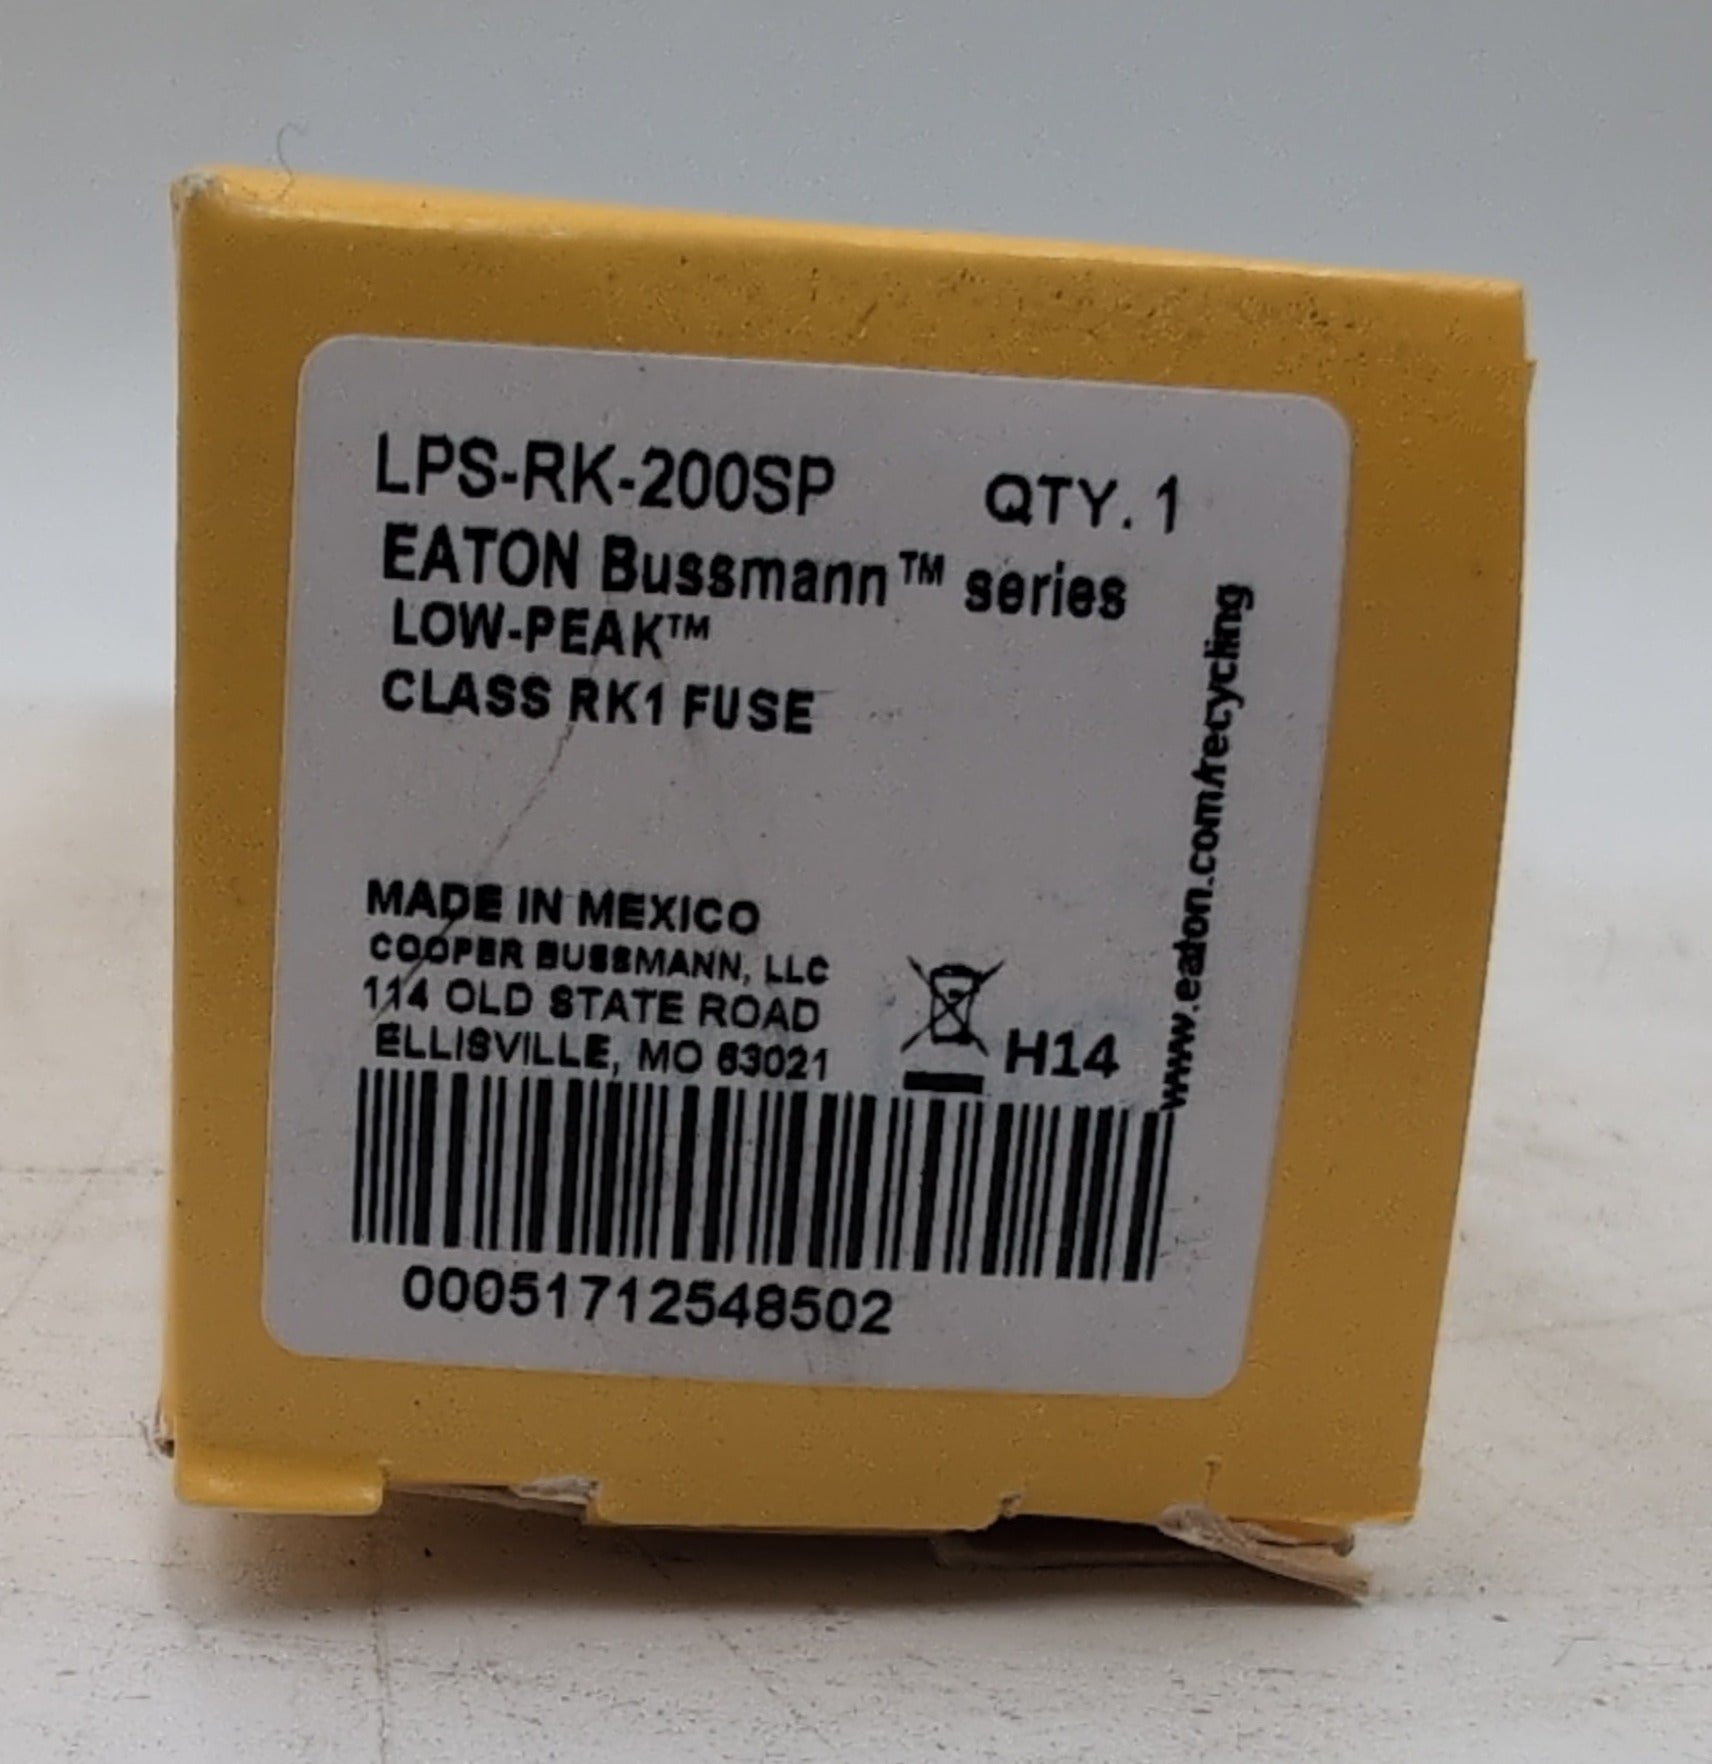 LPS-RK-200SP QTY. 1
EATON Bussmann™ series
LOW-PEAK™
CLASS RK1 FUSE
www.eaton.com/recycling
MADE IN MEXICO
COOPER BUSSMANN, LLC
114 OLD STATE ROAD
ELLISVILLE, MO 63021
H14
00051712548502